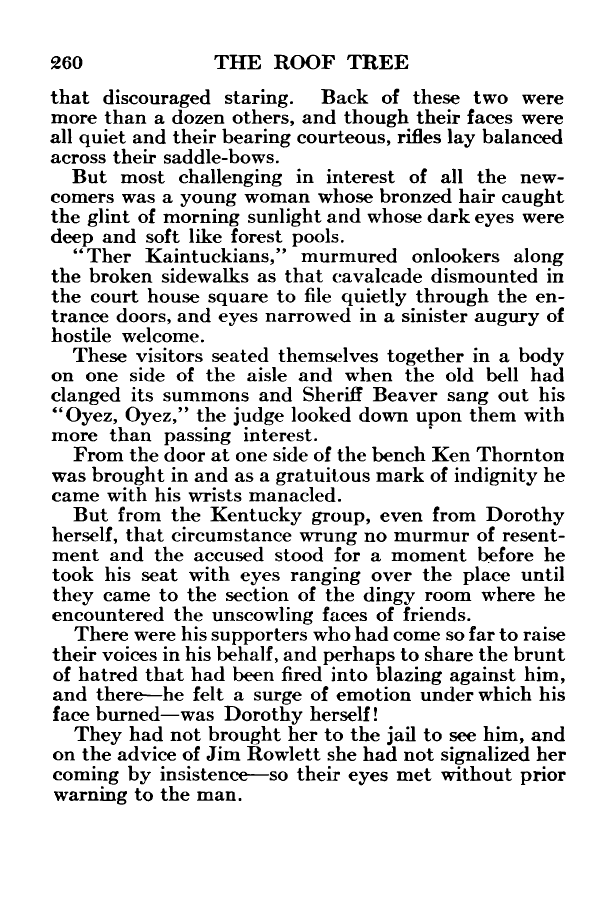 260 THE ROOF TREE
that discouraged staring. Back of these two were
more than a dozen others, and though their faces were
all quiet and their bearing courteous, rifles lay balanced
across their saddle-bows.
But most challenging in interest of all the new-
comers was a young woman whose bronzed hair caught
the glint of morning sunlight and whose dark eyes were
deep and soft like forest pools.
"Ther Kaintuckians," murmured onlookers along
the broken sidewalks as that cavalcade dismounted in
the court house square to file quietly through the en-
trance doors, and eyes narrowed in a sinister augury of
hostile welcome.
These visitors seated themselves together in a body
on one side of the aisle and when the old bell had
clanged its summons and Sheriff Beaver sang out his
"Oyez, Oyez," the judge looked down upon them with
more than passing interest.
From the door at one side of the bench Ken Thornton
was brought in and as a gratuitous mark of indignity he
came with his wrists manacled.
But from the Kentucky group, even from Dorothy
herself, that circumstance wrung no murmur of resent-
ment and the accused stood for a moment before he
took his seat with eyes ranging over the place until
they came to the section of the dingy room where he
encountered the unscowling faces of friends.
There were his supporters who had come so far to raise
their voices in his behalf, and perhaps to share the brunt
of hatred that had been fired into blazing against him,
and there—he felt a surge of emotion under which his
face burned—was Dorothy herself!
They had not brought her to the jail to see him, and
on the advice of Jim Rowlett she had not signalized her
coming by insistence—so their eyes met without prior
warning to the man.